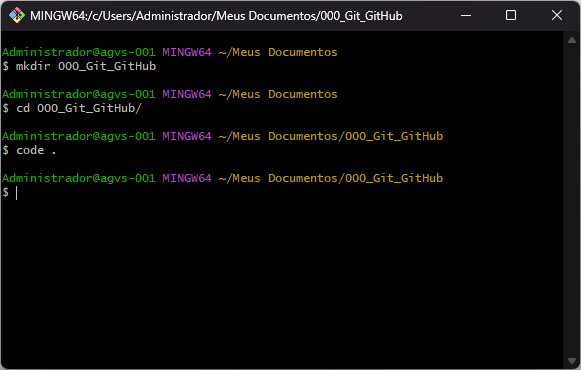 MINGW64:/c/Users/Administrador/Meus Documentos/000_Git_GitHub
Administrador@agvs-001 MINGW64 ~/Meus Documentos
$ mkdir 000_Git_GitHub
Administrador@agvs-001 MINGW64 ~/Meus Documentos
$ cd 000_Git_GitHub/
Administrador@agvs-001 MINGW64 ~/Meus Documentos/000_Git_GitHub
$ code .
Administrador@agvs-001 MINGW64 ~/Meus Documentos/000_Git_GitHub
$